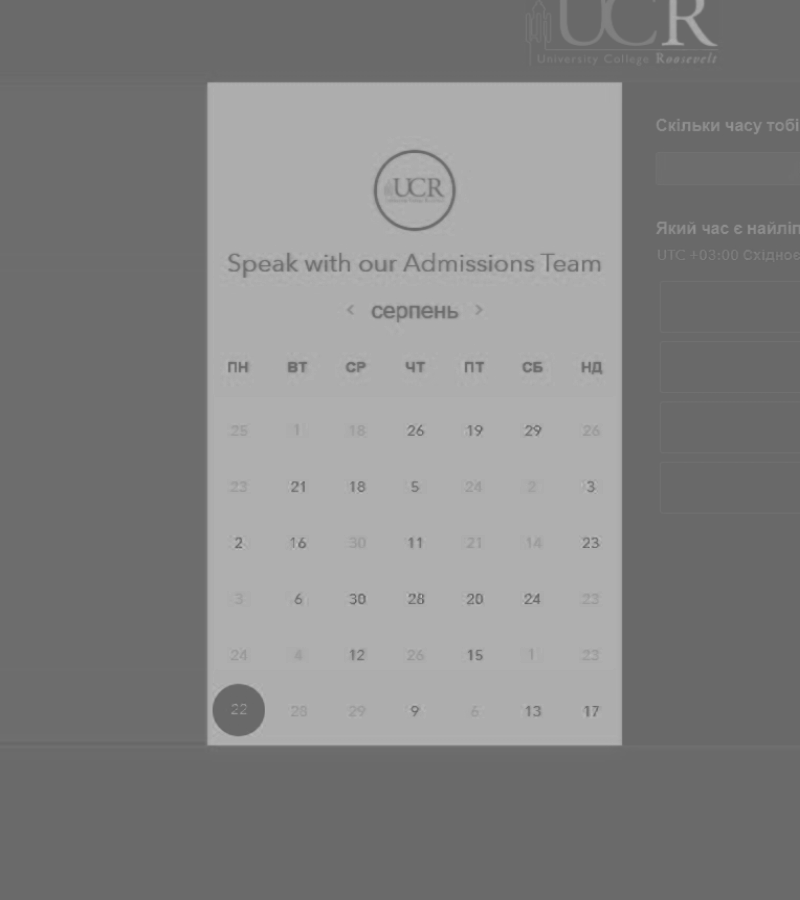 UCR
University College Roosevelt
UCR
Speak with our Admissions Team
< серпень >
ПН ВТ СР ЧТ ПТ СБ НД
25 1 18 26 19 29 26
23 21 18 5 24 2 3
2 16 30 11 21 14 23
3 6 30 28 20 24 23
24 4 12 26 15 1 23
22 28 29 9 6 13 17
Скільки часу тобі
Який час є найліп
UTC +03:00 Східноє